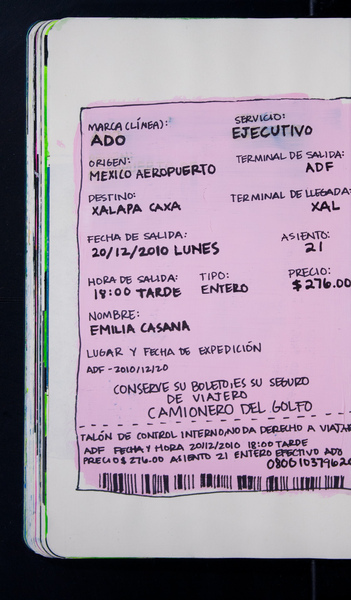 MARCA (LÍNEA): SERVICIO:
ADO EJECUTIVO
ORIGEN: TERMINAL DE SALIDA:
MEXICO AEROPUERTO ADF
DESTINO: TERMINAL DE LLEGADA:
XALAPA CAXA XAL
FECHA DE SALIDA: ASIENTO:
20/12/2010 LUNES 21
HORA DE SALIDA: TIPO: PRECIO:
18:00 TARDE ENTERO $276.00
NOMBRE:
EMILIA CASANA
LUGAR Y FECHA DE EXPEDICIÓN
ADF - 2010/12/20
CONSERVE SU BOLETO, ES SU SEGURO
DE VIAJERO
CAMIONERO DEL GOLFO
TALÓN DE CONTROL INTERNO, NO DA DERECHO A VIAJAR
ADF FECHA Y HORA 20/12/2010 18:00 TARDE
PRECIO $ 276.00 ASIENTO 21 ENTERO EFECTIVO ADO